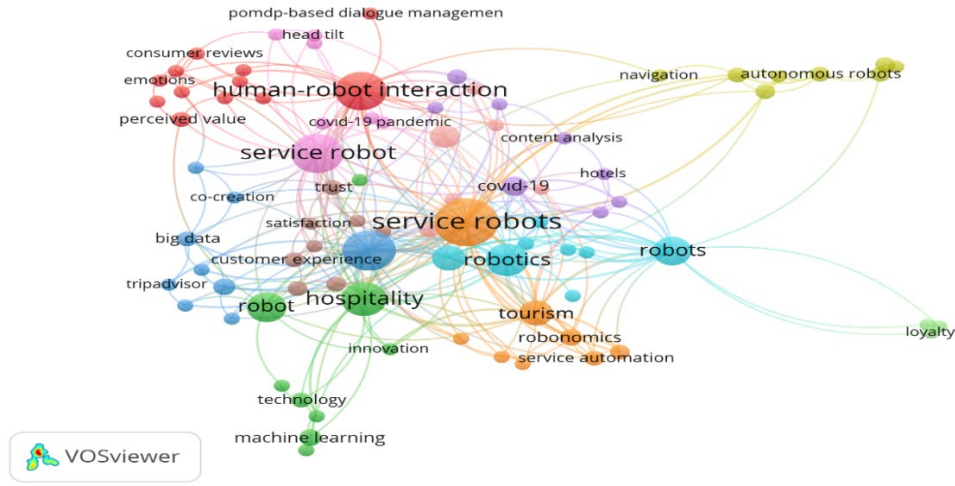 pomdp-based dialogue managemen
head tilt
consumer reviews
emotions
navigation
autonomous robots
human-robot interaction
perceived value
covid-19 pandemic
content analysis
service robot
hotels
trust
covid-19
co-creation
satisfaction
service robots
big data
robots
customer experience
robotics
tripadvisor
robot
hospitality
tourism
loyalty
robonomics
innovation
service automation
technology
machine learning
VOSviewer